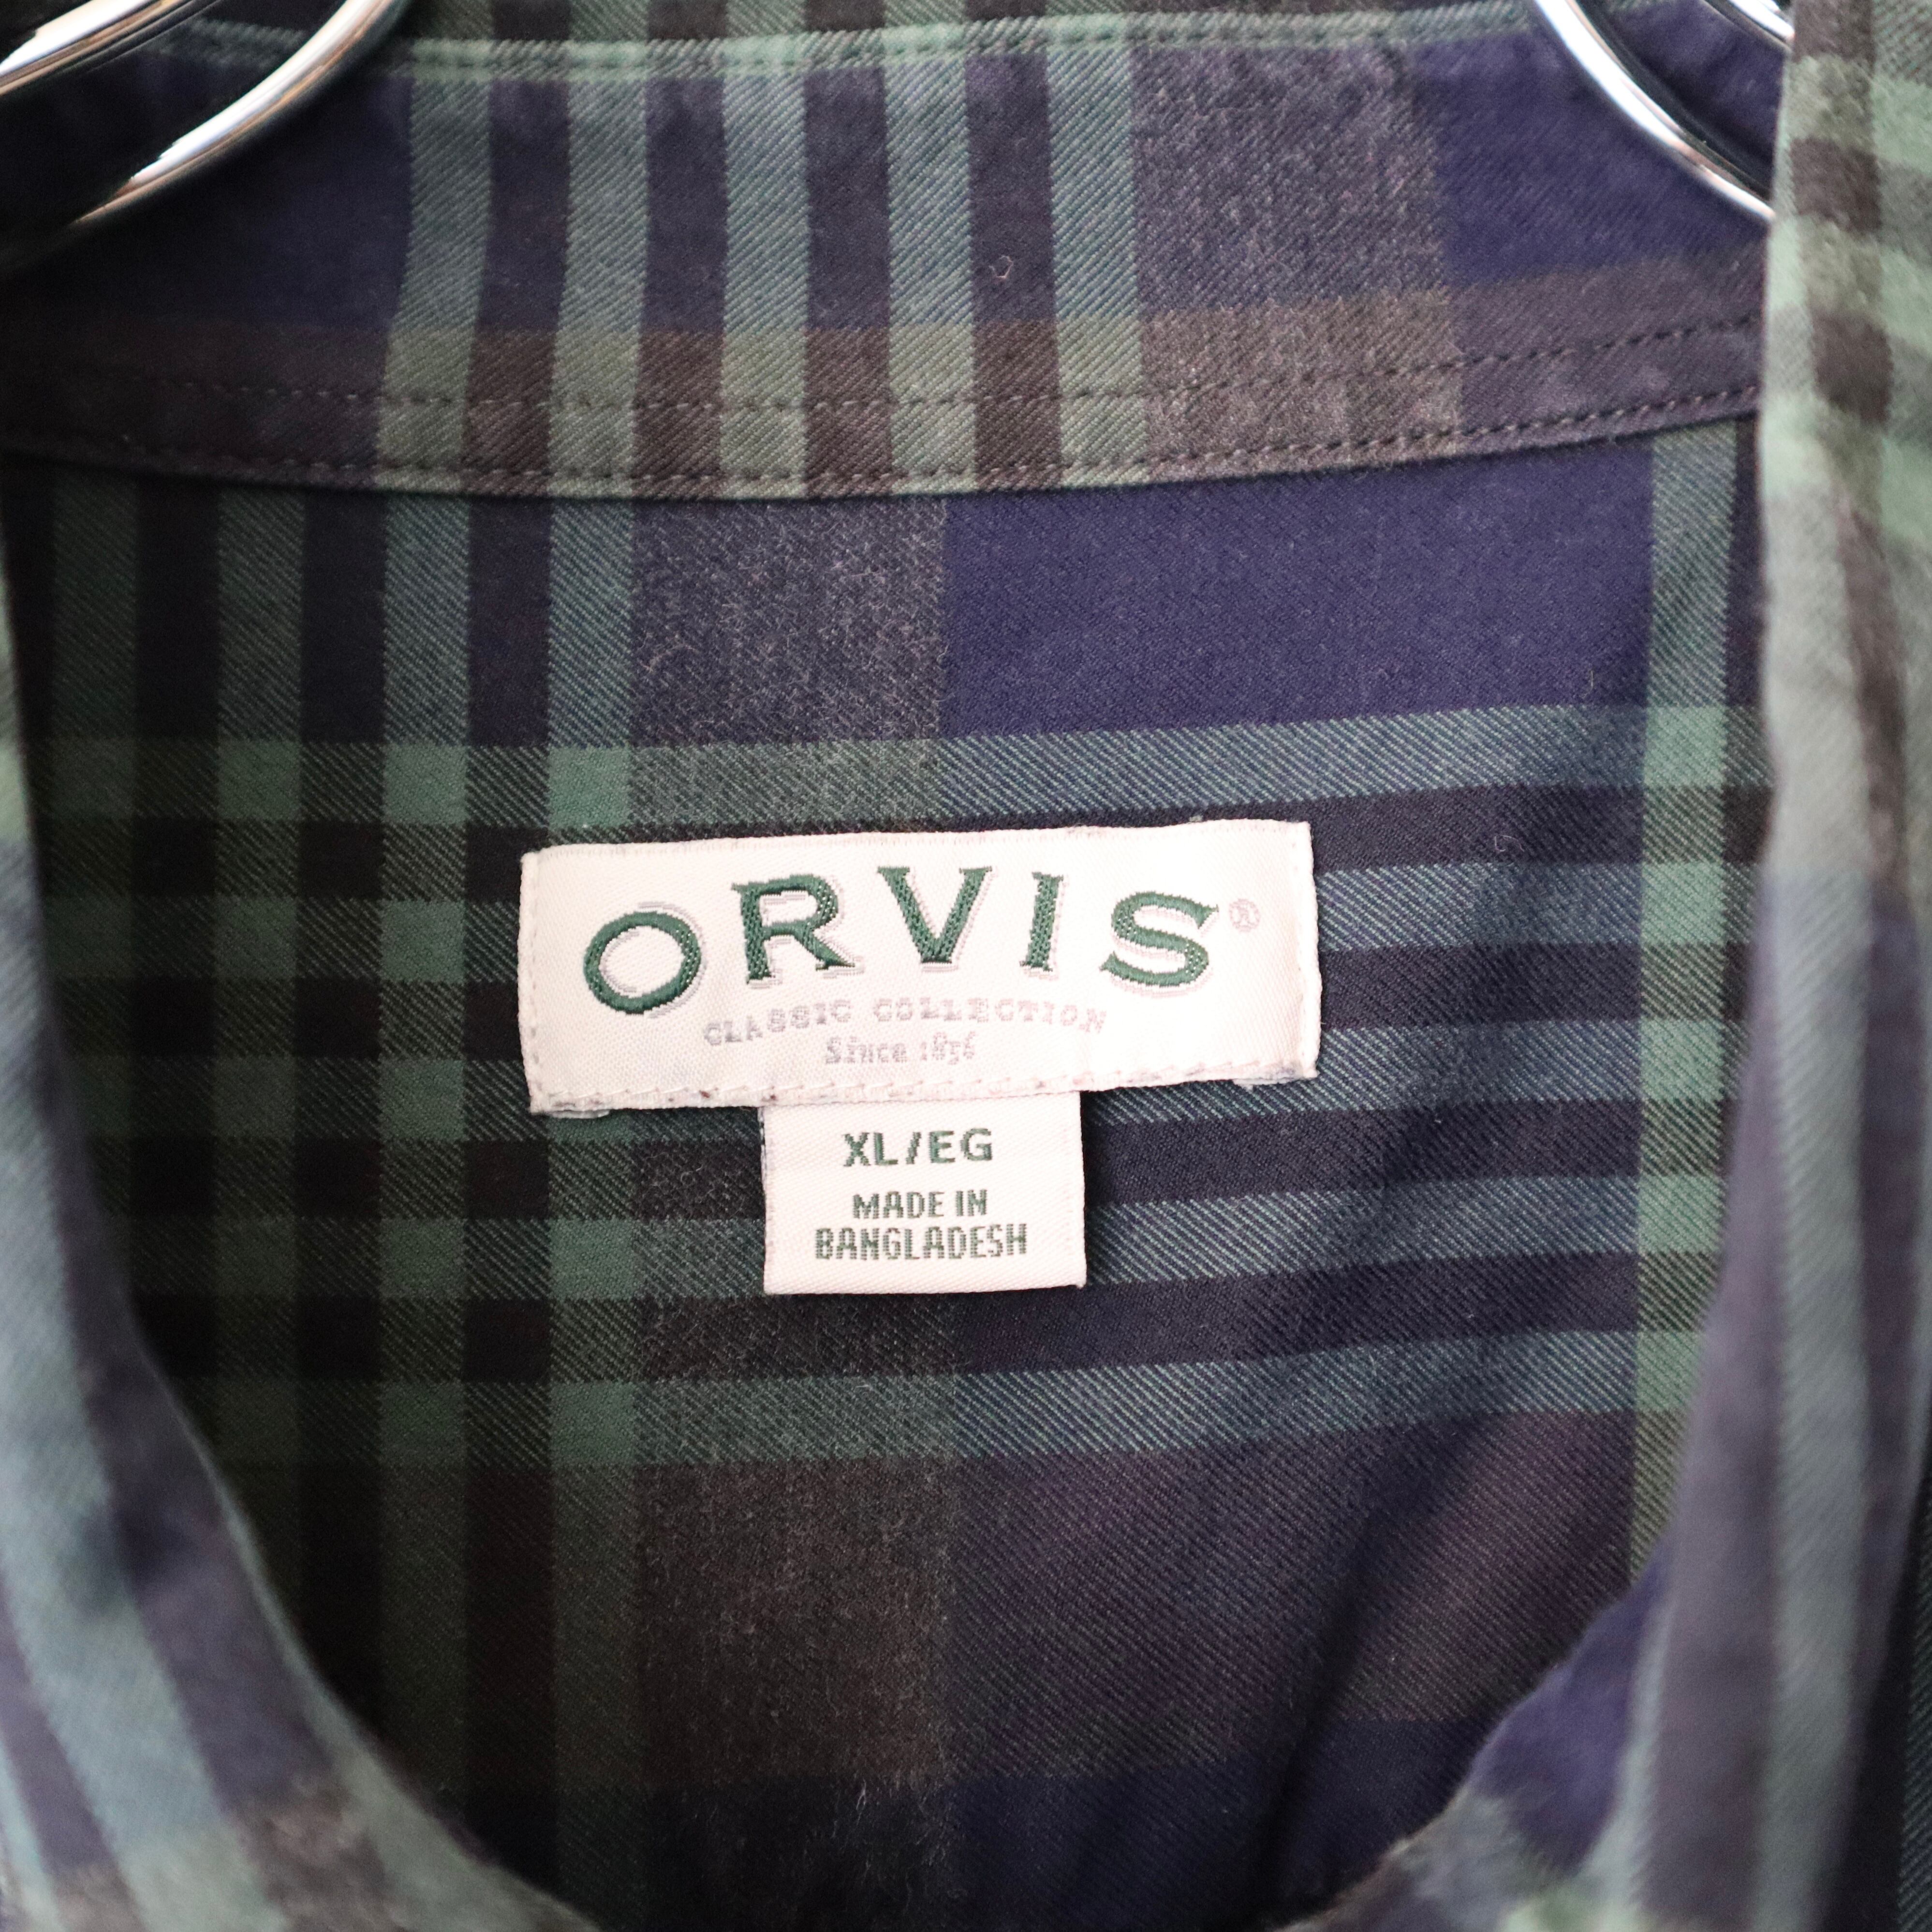 ORVIS®
CLASSIC COLLECTION
Since 1856
XL/EG
MADE IN
BANGLADESH